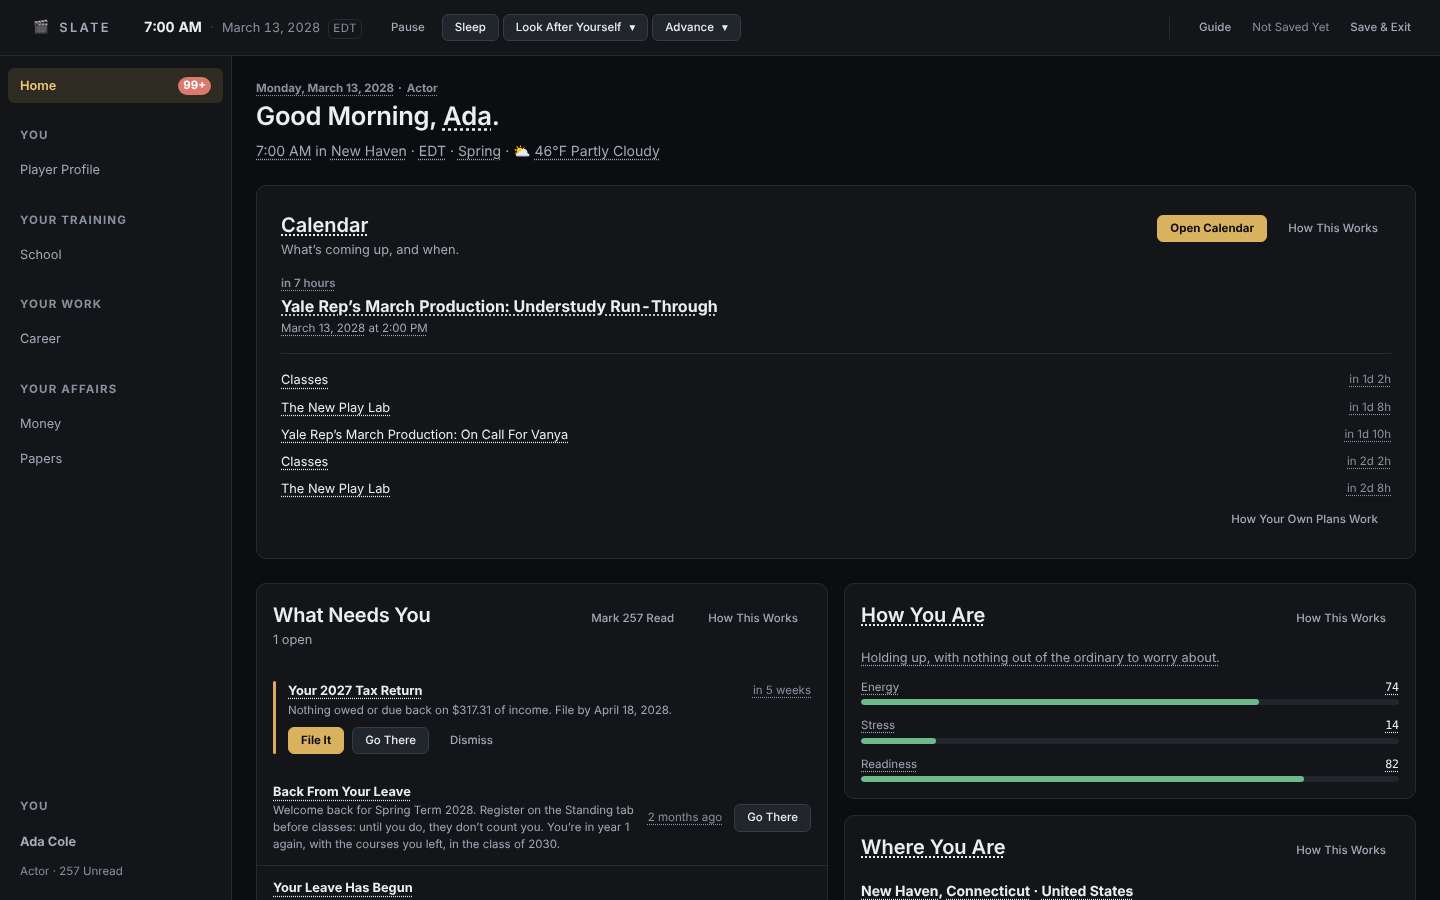 🎬 SLATE
7:00 AM · March 13, 2028 EDT
Pause
Sleep
Look After Yourself ▾
Advance ▾
Guide
Not Saved Yet
Save & Exit
Home
99+
YOU
Player Profile
YOUR TRAINING
School
YOUR WORK
Career
YOUR AFFAIRS
Money
Papers
YOU
Ada Cole
Actor · 257 Unread
Monday, March 13, 2028 · Actor
Good Morning, Ada.
7:00 AM in New Haven · EDT · Spring · ⛅ 46°F Partly Cloudy
Calendar
What's coming up, and when.
Open Calendar
How This Works
in 7 hours
Yale Rep's March Production: Understudy Run-Through
March 13, 2028 at 2:00 PM
Classes
in 1d 2h
The New Play Lab
in 1d 8h
Yale Rep's March Production: On Call For Vanya
in 1d 10h
Classes
in 2d 2h
The New Play Lab
in 2d 8h
How Your Own Plans Work
What Needs You
1 open
Mark 257 Read
How This Works
Your 2027 Tax Return
in 5 weeks
Nothing owed or due back on $317.31 of income. File by April 18, 2028.
File It
Go There
Dismiss
Back From Your Leave
Welcome back for Spring Term 2028. Register on the Standing tab
before classes: until you do, they don't count you. You're in year 1
again, with the courses you left, in the class of 2030.
2 months ago
Go There
Your Leave Has Begun
How You Are
How This Works
Holding up, with nothing out of the ordinary to worry about.
Energy
74
Stress
14
Readiness
82
Where You Are
How This Works
New Haven, Connecticut · United States